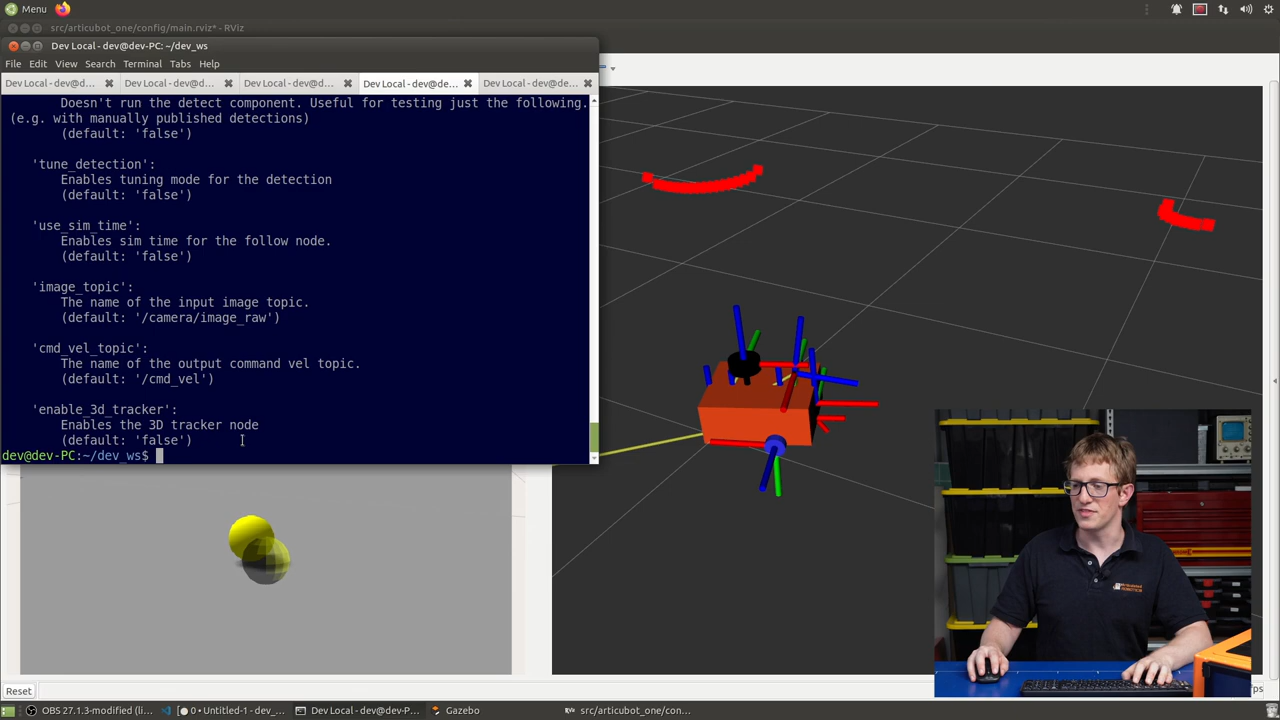 Menu
src/articubot_one/config/main.rviz* - RViz
Dev Local - dev@dev-PC: ~/dev_ws
File Edit View Search Terminal Tabs Help
Dev Local - dev@d... Dev Local - dev@d... Dev Local - dev@d... Dev Local - dev@de... Dev Local - dev@d...
Doesn't run the detect component. Useful for testing just the following.
(e.g. with manually published detections)
(default: 'false')
'tune_detection':
Enables tuning mode for the detection
(default: 'false')
'use_sim_time':
Enables sim time for the follow node.
(default: 'false')
'image_topic':
The name of the input image topic.
(default: '/camera/image_raw')
'cmd_vel_topic':
The name of the output command vel topic.
(default: '/cmd_vel')
'enable_3d_tracker':
Enables the 3D tracker node
(default: 'false')
dev@dev-PC:~/dev_ws$
Reset
fps
OBS 27.1.3-modified (li... [● Untitled-1 - dev_... Dev Local - dev@dev-P... Gazebo src/articubot_one/con...